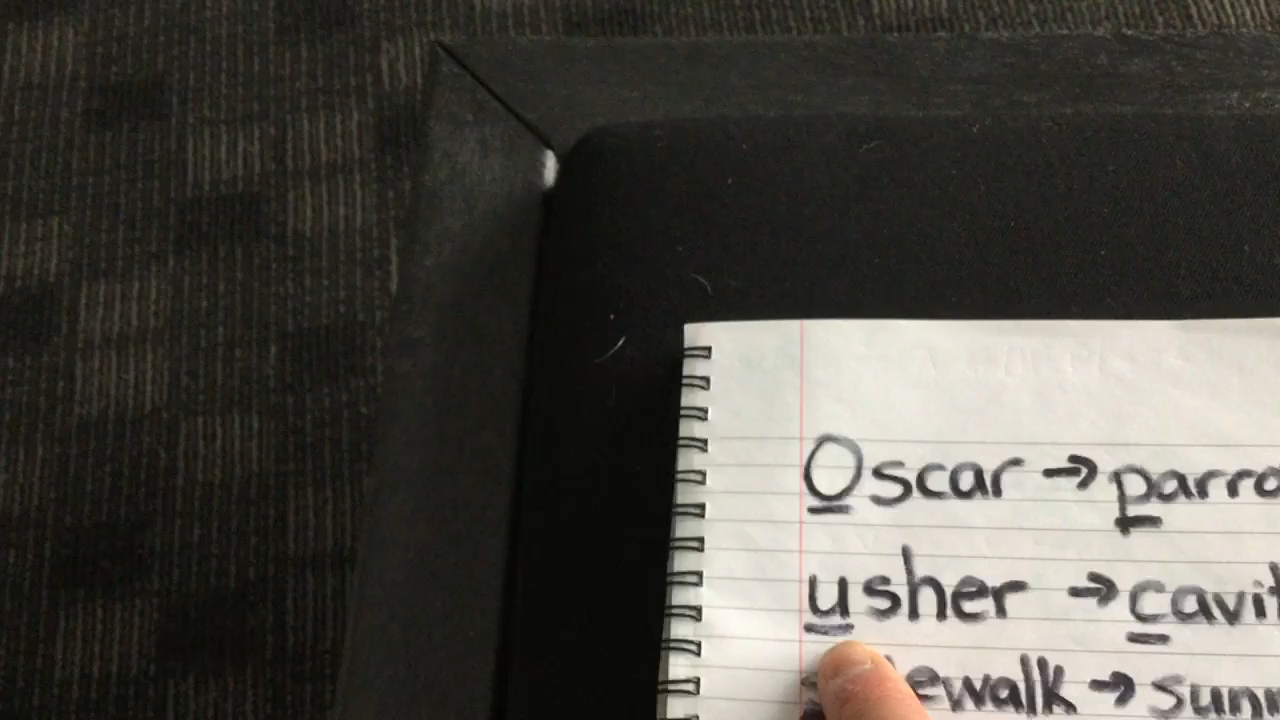 Oscar → parro
usher → cavit
ewalk → sunn